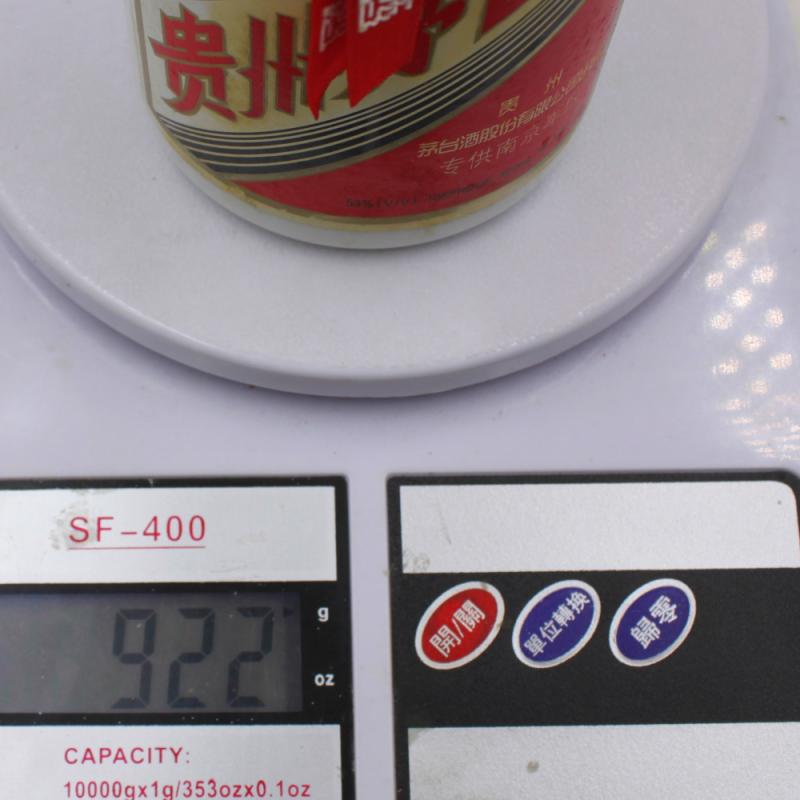 贵州
贵 州
茅台酒股份有限公司
专供南京
53%(V/V)
SF-400
922
g
oz
開/關
單位轉換
歸零
CAPACITY:
10000gx1g/353ozx0.1oz